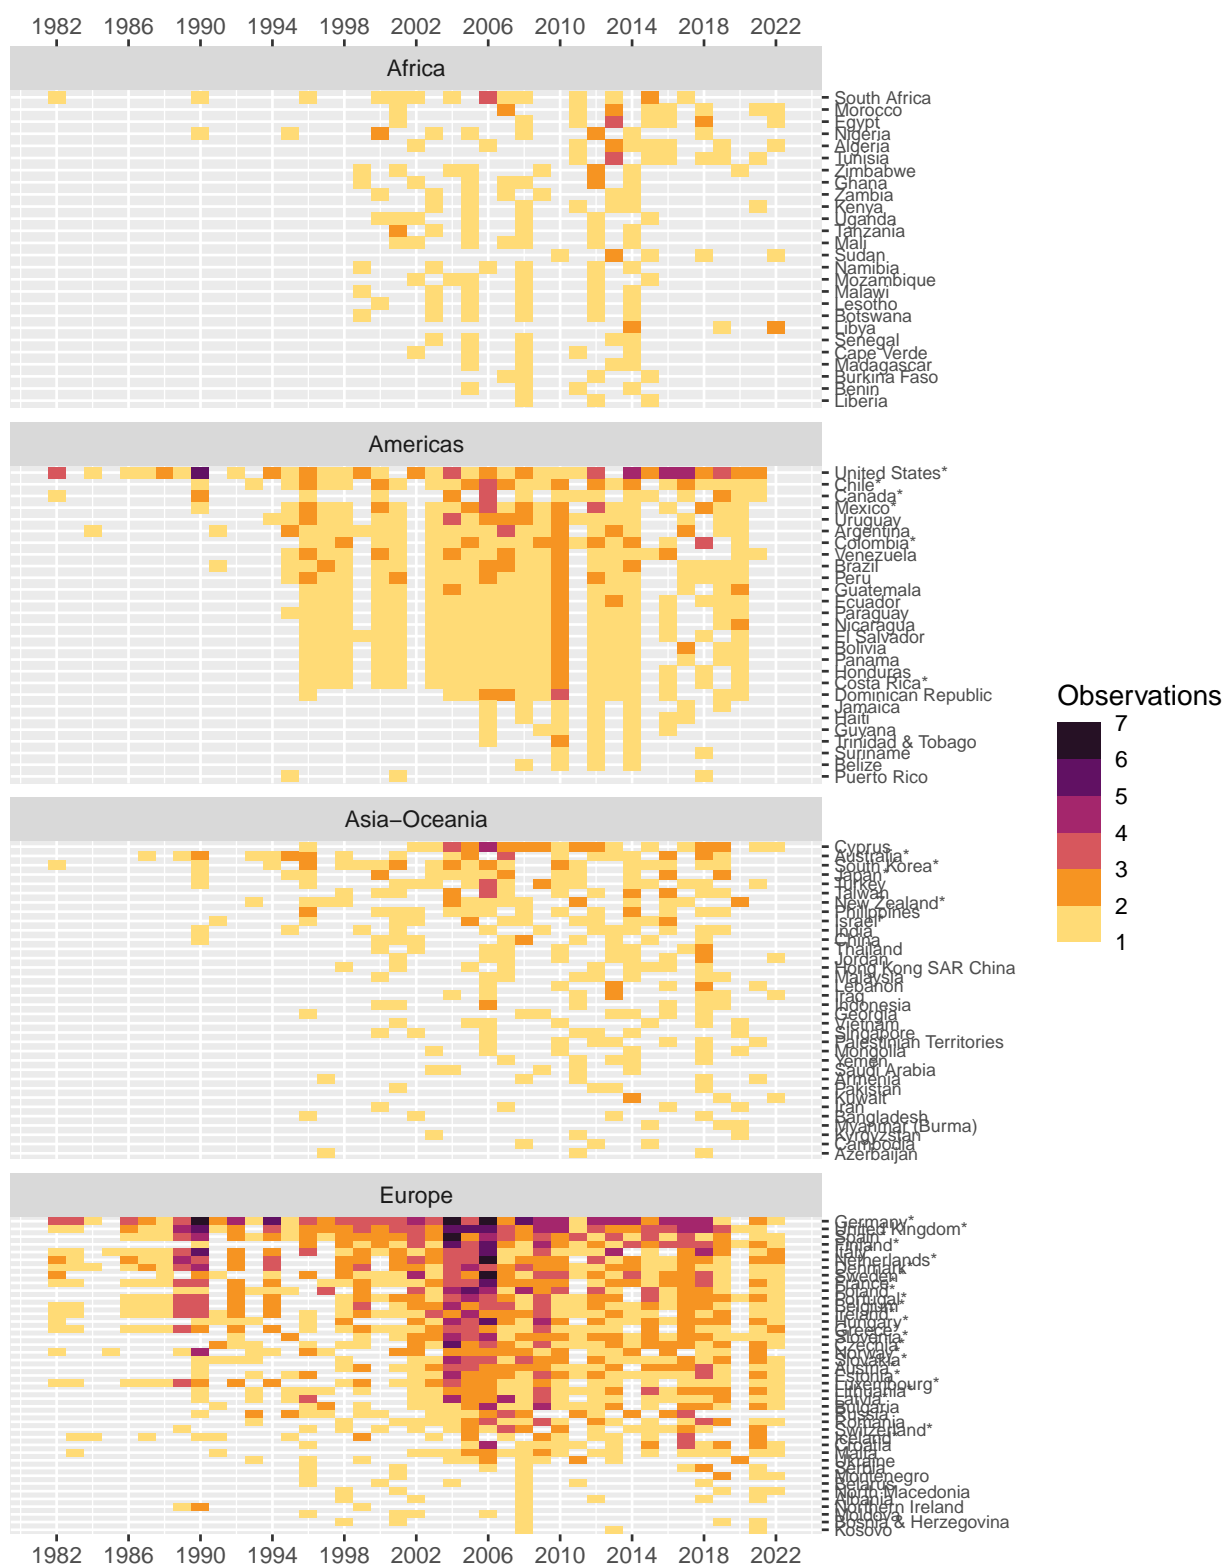 1982 1986 1990 1994 1998 2002 2006 2010 2014 2018 2022
Africa
South Africa
Morocco
Egypt
Nigeria
Algeria
Tunisia
Zimbabwe
Ghana
Zambia
Kenya
Uganda
Tanzania
Mali
Sudan
Namibia
Mozambique
Malawi
Lesotho
Botswana
Libya
Senegal
Cape Verde
Madagascar
Burkina Faso
Benin
Liberia
Americas
United States*
Chile*
Canada*
Mexico*
Uruguay
Argentina
Colombia*
Venezuela
Brazil
Peru
Guatemala
Ecuador
Paraguay
Nicaragua
El Salvador
Bolivia
Panama
Honduras
Costa Rica*
Dominican Republic
Jamaica
Haiti
Guyana
Trinidad & Tobago
Suriname
Belize
Puerto Rico
Observations
7
6
5
4
3
2
1
Asia−Oceania
Cyprus
Australia*
South Korea*
Japan*
Turkey
Taiwan
New Zealand*
Philippines
Israel*
India
China
Thailand
Jordan
Hong Kong SAR China
Malaysia
Lebanon
Iraq
Indonesia
Georgia
Vietnam
Singapore
Palestinian Territories
Mongolia
Yemen
Saudi Arabia
Armenia
Pakistan
Kuwait
Iran
Bangladesh
Myanmar (Burma)
Kyrgyzstan
Cambodia
Azerbaijan
Europe
Germany*
United Kingdom*
Spain*
Finland*
Italy*
Netherlands*
Denmark*
Sweden*
France*
Poland*
Portugal*
Belgium*
Ireland*
Hungary*
Greece*
Slovenia*
Czechia*
Norway*
Slovakia*
Austria*
Estonia*
Luxembourg*
Lithuania*
Latvia*
Bulgaria
Russia
Romania
Switzerland*
Iceland*
Croatia
Malta
Ukraine
Serbia
Montenegro
Belarus
North Macedonia
Albania
Northern Ireland
Moldova
Bosnia & Herzegovina
Kosovo
1982 1986 1990 1994 1998 2002 2006 2010 2014 2018 2022